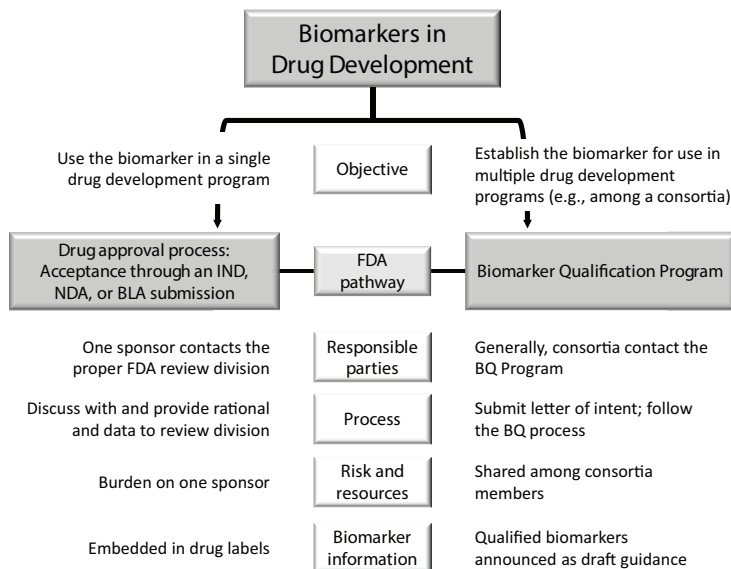 Biomarkers in
Drug Development
Use the biomarker in a single
drug development program
Objective
Establish the biomarker for use in
multiple drug development
programs (e.g., among a consortia)
Drug approval process:
Acceptance through an IND,
NDA, or BLA submission
FDA
pathway
Biomarker Qualification Program
One sponsor contacts the
proper FDA review division
Responsible
parties
Generally, consortia contact the
BQ Program
Discuss with and provide rational
and data to review division
Process
Submit letter of intent; follow
the BQ process
Burden on one sponsor
Risk and
resources
Shared among consortia
members
Embedded in drug labels
Biomarker
information
Qualified biomarkers
announced as draft guidance